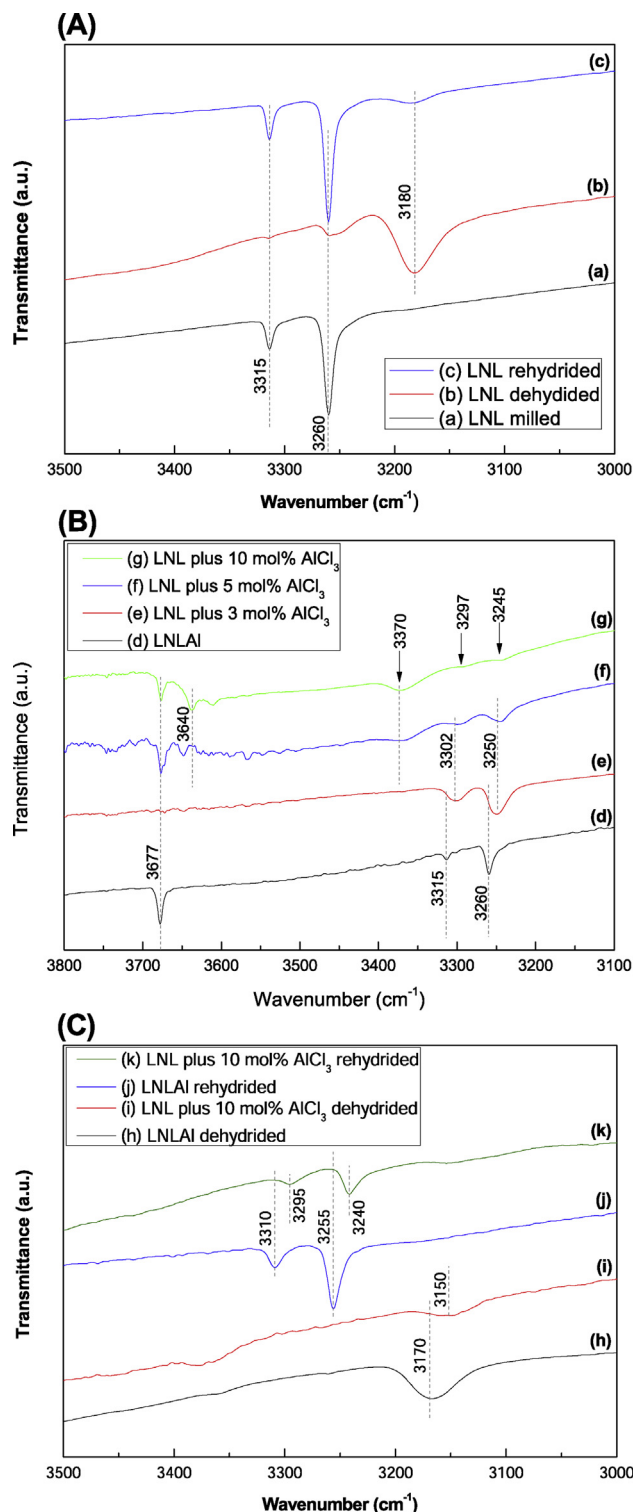 (A)
(c)
(b)
(a)
3180
3315
3260
(c) LNL rehydrided
(b) LNL dehydided
(a) LNL milled
Transmittance (a.u.)
3500 3400 3300 3200 3100 3000
Wavenumber (cm⁻¹)
(B)
(g) LNL plus 10 mol% AlCl₃
(f) LNL plus 5 mol% AlCl₃
(e) LNL plus 3 mol% AlCl₃
(d) LNLAl
3370
3297
3245
(g)
(f)
(e)
(d)
3640
3302
3250
3677
3315
3260
Transmittance (a.u.)
3800 3700 3600 3500 3400 3300 3200 3100
Wavenumber (cm⁻¹)
(C)
(k) LNL plus 10 mol% AlCl₃ rehydrided
(j) LNLAl rehydrided
(i) LNL plus 10 mol% AlCl₃ dehydrided
(h) LNLAl dehydrided
(k)
(j)
(i)
(h)
3310
3295
3255
3240
3150
3170
Transmittance (a.u.)
3500 3400 3300 3200 3100 3000
Wavenumber (cm⁻¹)